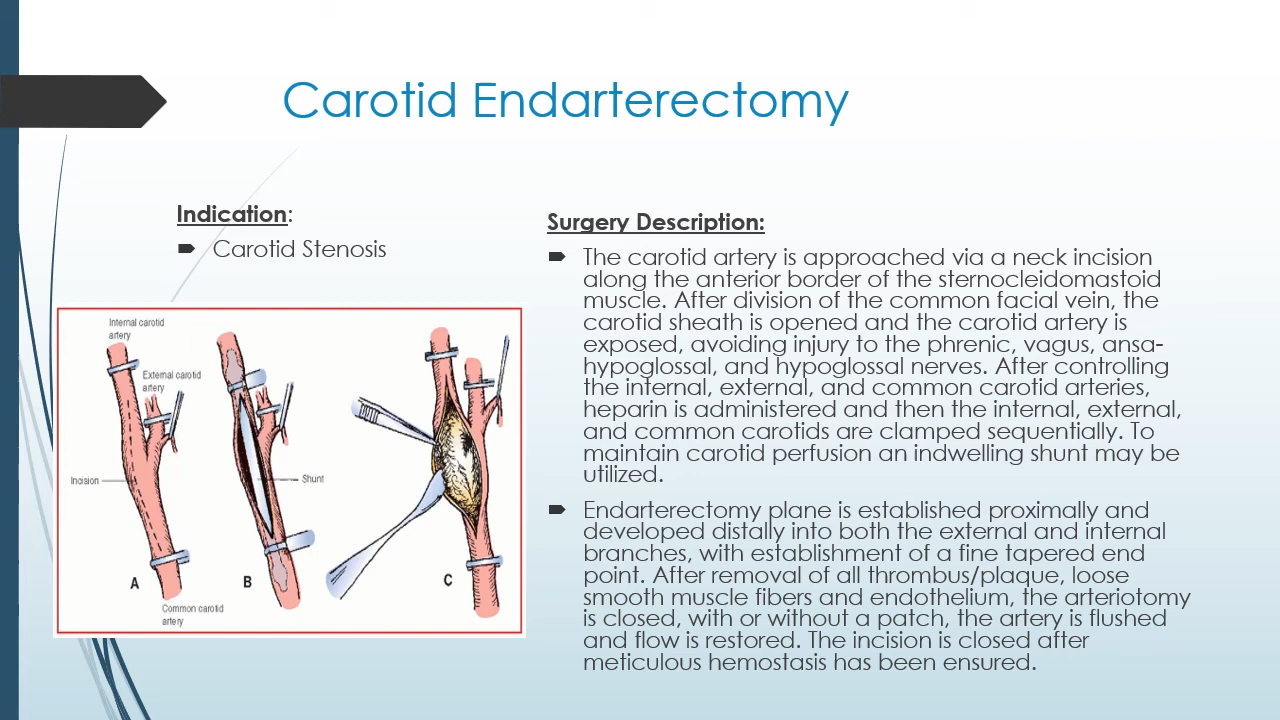 Carotid Endarterectomy
Indication:
Carotid Stenosis
Internal carotid
artery
External carotid
artery
Incision
Shunt
A
B
C
Common carotid
artery
Surgery Description:
The carotid artery is approached via a neck incision
along the anterior border of the sternocleidomastoid
muscle. After division of the common facial vein, the
carotid sheath is opened and the carotid artery is
exposed, avoiding injury to the phrenic, vagus, ansa-
hypoglossal, and hypoglossal nerves. After controlling
the internal, external, and common carotid arteries,
heparin is administered and then the internal, external,
and common carotids are clamped sequentially. To
maintain carotid perfusion an indwelling shunt may be
utilized.
Endarterectomy plane is established proximally and
developed distally into both the external and internal
branches, with establishment of a fine tapered end
point. After removal of all thrombus/plaque, loose
smooth muscle fibers and endothelium, the arteriotomy
is closed, with or without a patch, the artery is flushed
and flow is restored. The incision is closed after
meticulous hemostasis has been ensured.